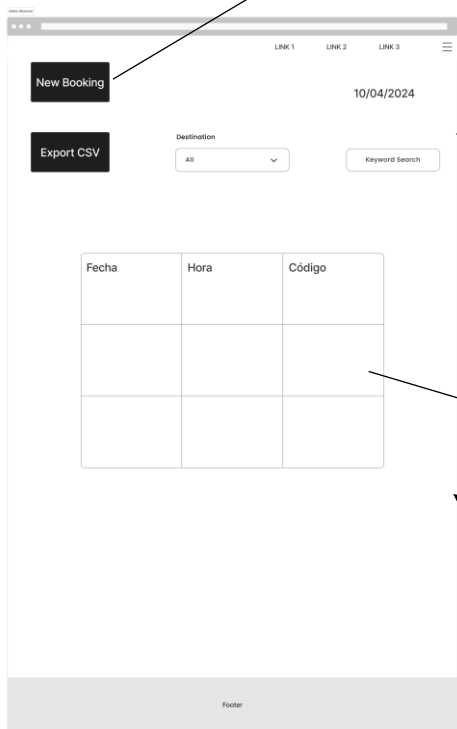 LINK 1 LINK 2 LINK 3
New Booking
10/04/2024
Destination
Export CSV
All
Keyword Search
Fecha Hora Código
Footer